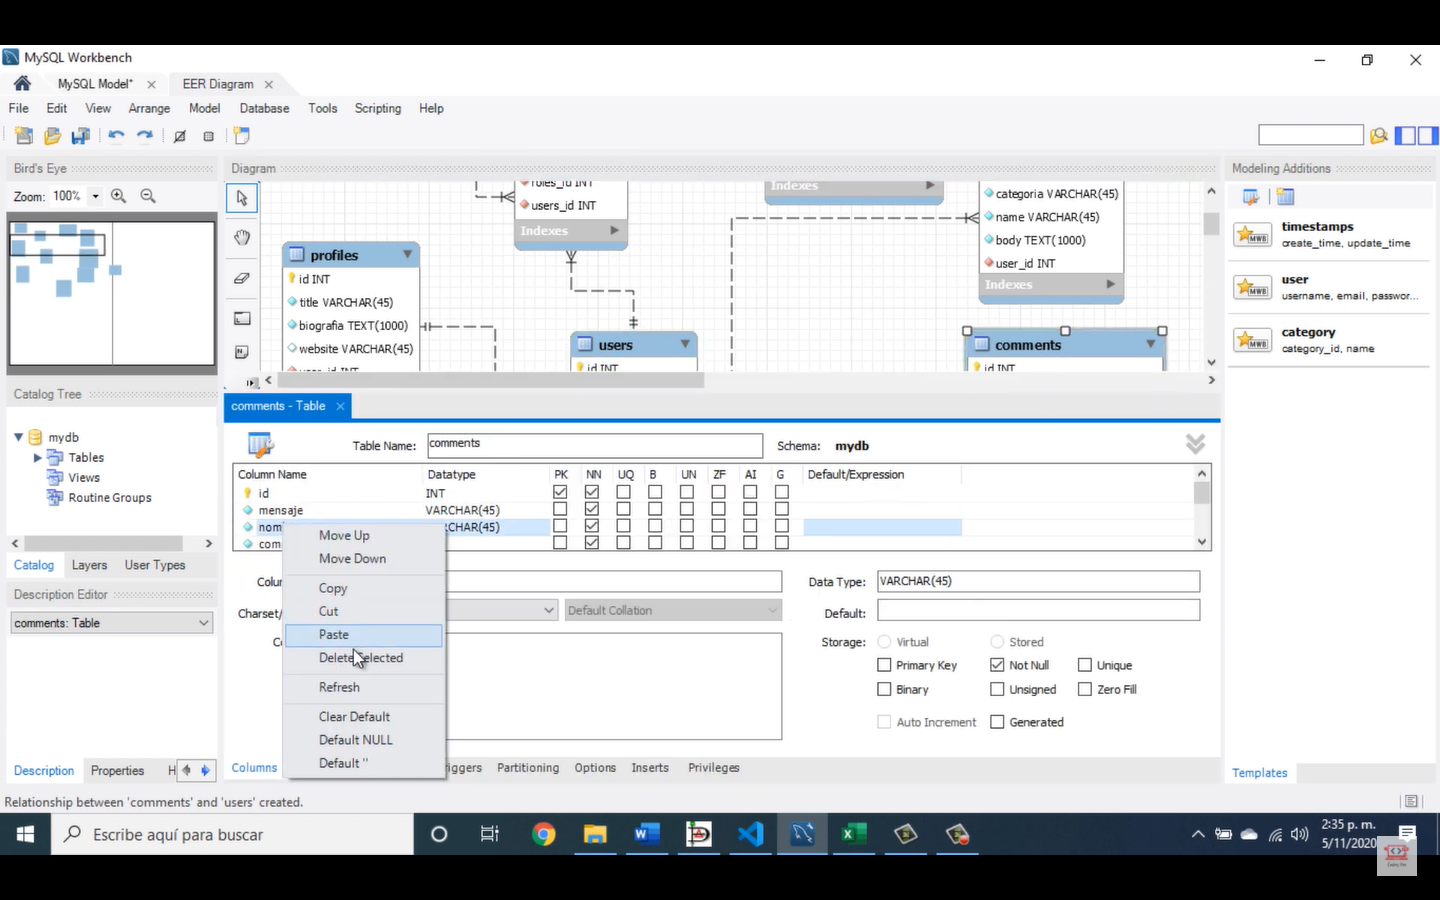 MySQL Workbench
MySQL Model*
EER Diagram
File Edit View Arrange Model Database Tools Scripting Help
Bird's Eye
Diagram
Modeling Additions
Zoom: 100%
users_id INT
Indexes
Indexes
categoria VARCHAR(45)
name VARCHAR(45)
body TEXT(1000)
user_id INT
Indexes
profiles
id INT
title VARCHAR(45)
biografia TEXT(1000)
website VARCHAR(45)
users
id INT
comments
id INT
timestamps
create_time, update_time
user
username, email, passwor...
category
category_id, name
Catalog Tree
mydb
Tables
Views
Routine Groups
Catalog Layers User Types
Description Editor
comments: Table
Description Properties H
comments - Table
Table Name: comments Schema: mydb
Column Name Datatype PK NN UQ B UN ZF AI G Default/Expression
id INT
mensaje VARCHAR(45)
nom CHAR(45)
com
Colu
Charset/
Default Collation
Co
Data Type: VARCHAR(45)
Default:
Storage: Virtual Stored
Primary Key Not Null Unique
Binary Unsigned Zero Fill
Auto Increment Generated
Move Up
Move Down
Copy
Cut
Paste
Delete Selected
Refresh
Clear Default
Default NULL
Default ''
Columns iggers Partitioning Options Inserts Privileges
Templates
Relationship between 'comments' and 'users' created.
Escribe aquí para buscar
2:35 p. m.
5/11/2020